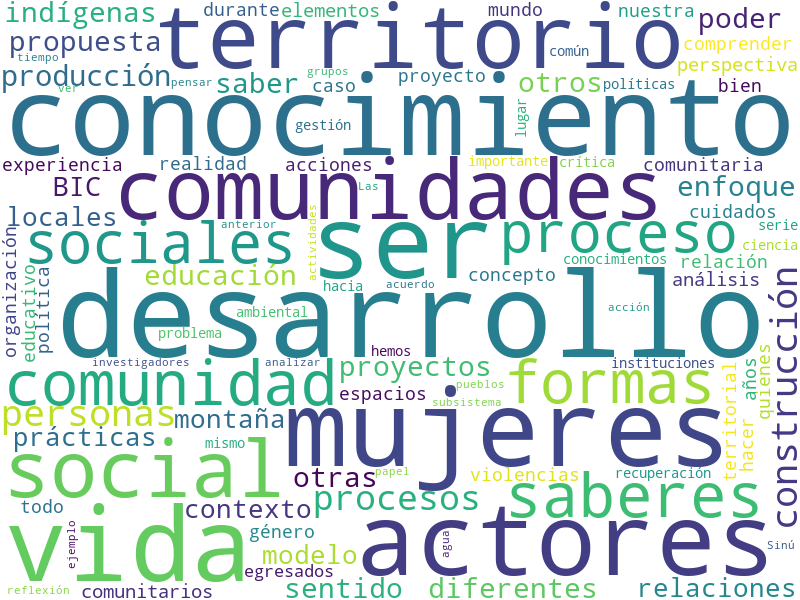 indígenas
durante
elementos
mundo
nuestra
poder
propuesta
territorio
común
comprender
tiempo
perspectiva
producción
pensar
saber
grupos
caso
proyecto
otros
políticas
bien
ver
conocimiento
gestión
lugar
experiencia
realidad
acciones
importante
crítica
comunitaria
BIC
comunidades
Las
enfoque
locales
cuidados
organización
sociales
anterior
actividades
ser
proceso
serie
ciencia
educativo
política
educación
hacia
acuerdo
concepto
conocimientos
relación
análisis
construcción
desarrollo
ambiental
problema
acción
investigadores
analizar
hemos
instituciones
comunidad
proyectos
pueblos
formas
años
quienes
espacios
subsistema
personas
montaña
mujeres
territorial
hacer
prácticas
mismo
social
otras
papel
violencias
recuperación
todo
contexto
procesos
saberes
vida
ejemplo
género
modelo
actores
agua
Sinú
egresados
reflexión
comunitarios
sentido
diferentes
relaciones